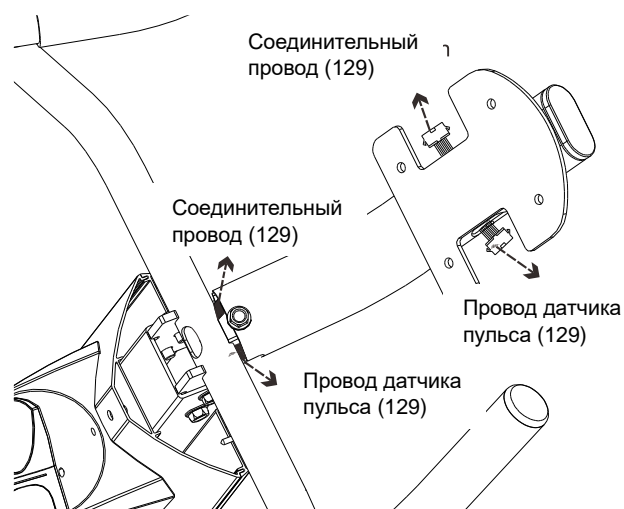 Соединительный
провод (129)
Соединительный
провод (129)
Провод датчика
пульса (129)
Провод датчика
пульса (129)